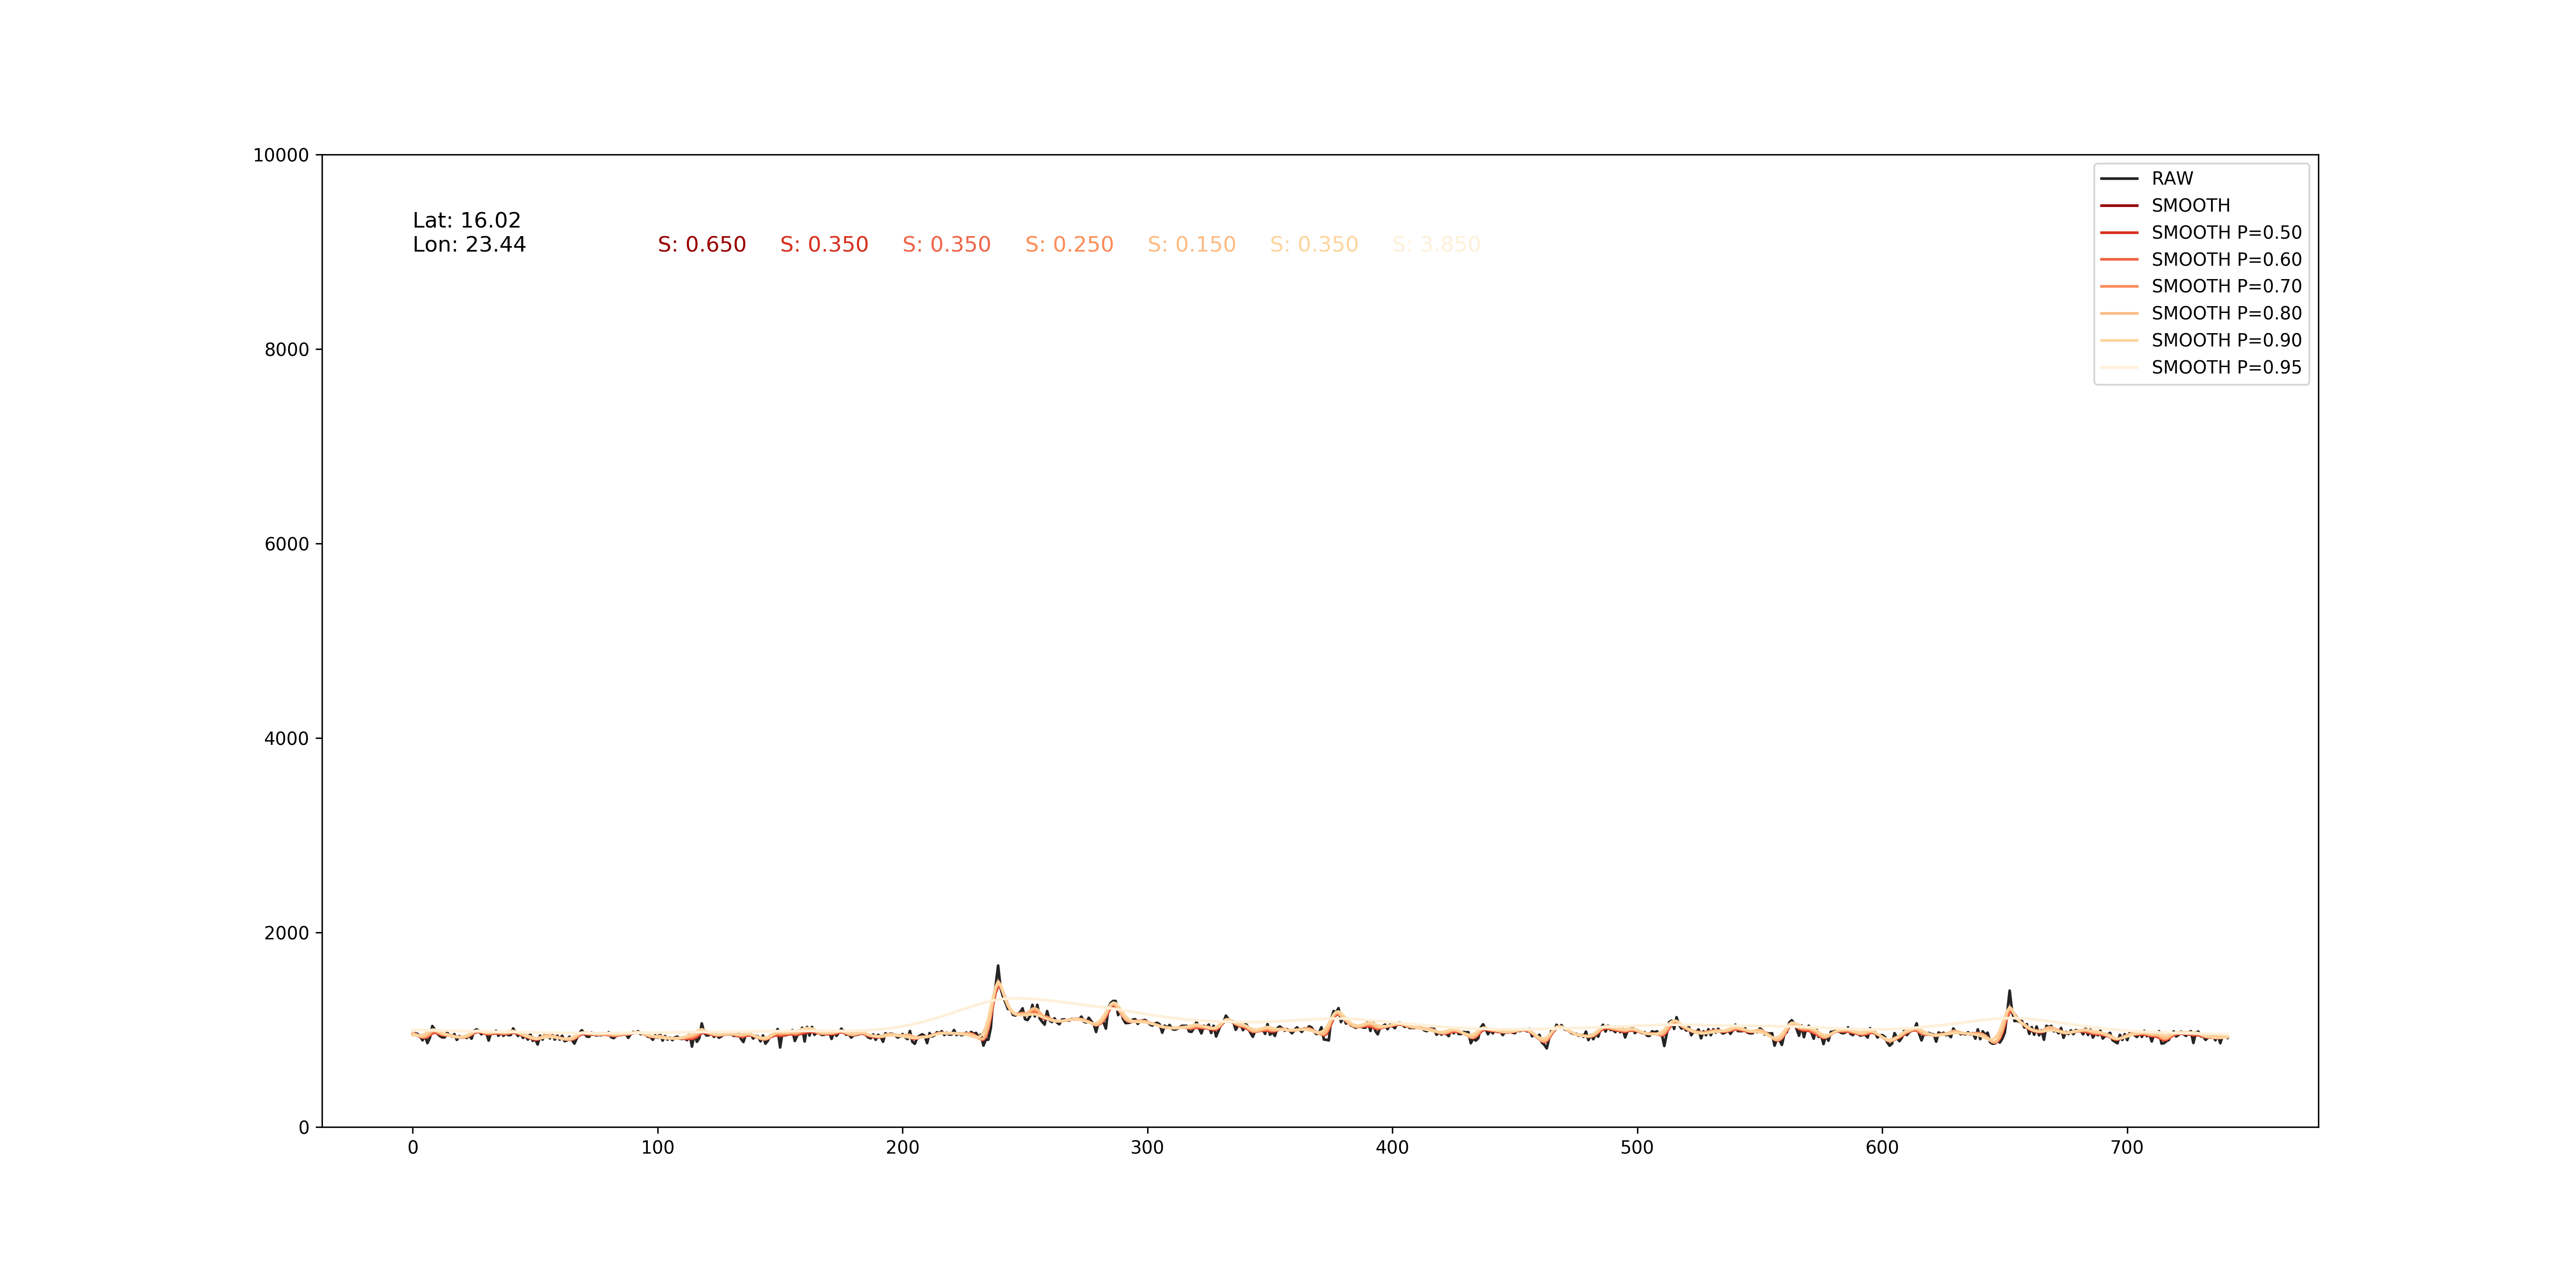 10000
8000
6000
4000
2000
0
Lat: 16.02
Lon: 23.44
S: 0.650 S: 0.350 S: 0.350 S: 0.250 S: 0.150 S: 0.350 S: 3.850
RAW
SMOOTH
SMOOTH P=0.50
SMOOTH P=0.60
SMOOTH P=0.70
SMOOTH P=0.80
SMOOTH P=0.90
SMOOTH P=0.95
0 100 200 300 400 500 600 700